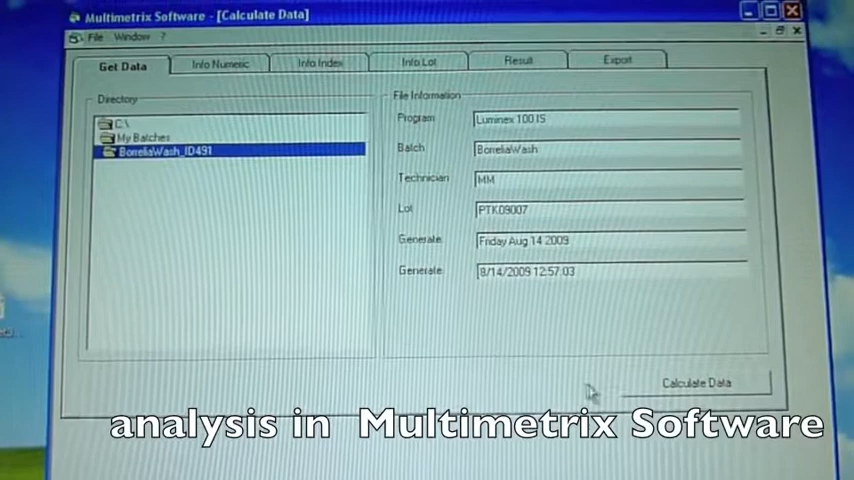 Multimetrix Software - [Calculate Data]
File Window ?
Get Data Info Numeric Info Index Info Lot Result Export
Directory
C:\
My Batches
BorreliaWash_ID491
File Information
Program Luminex 100 IS
Batch BorreliaWash
Technician MM
Lot PTK09007
Generate Friday Aug 14 2009
Generate 8/14/2009 12:57:03
Calculate Data
analysis in Multimetrix Software